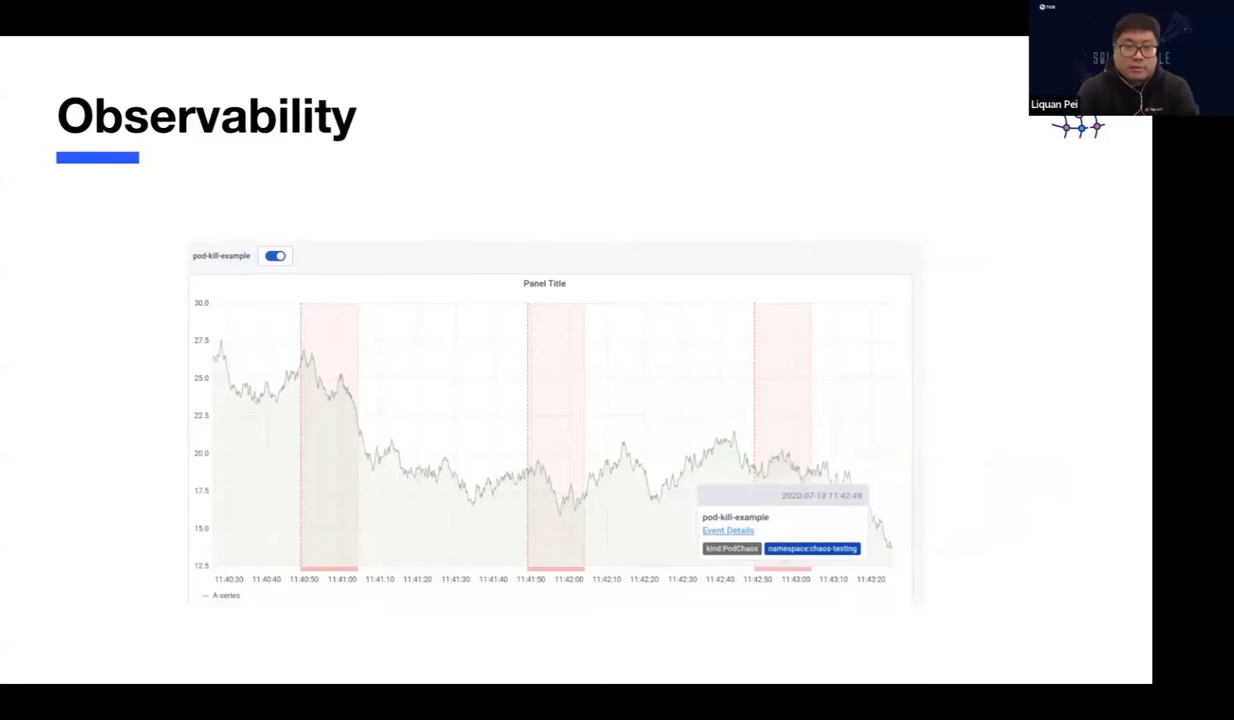 Observability
Liquan Pei
pod-kill-example
Panel Title
30.0
27.5
25.0
22.5
20.0
17.5
15.0
12.5
2020-07-13 11:42:49
pod-kill-example
Event Details
kind:PodChaos namespace:chaos-testing
11:40:30 11:40:40 11:40:50 11:41:00 11:41:10 11:41:20 11:41:30 11:41:40 11:41:50 11:42:00 11:42:10 11:42:20 11:42:30 11:42:40 11:42:50 11:43:00 11:43:10 11:43:20
A-series